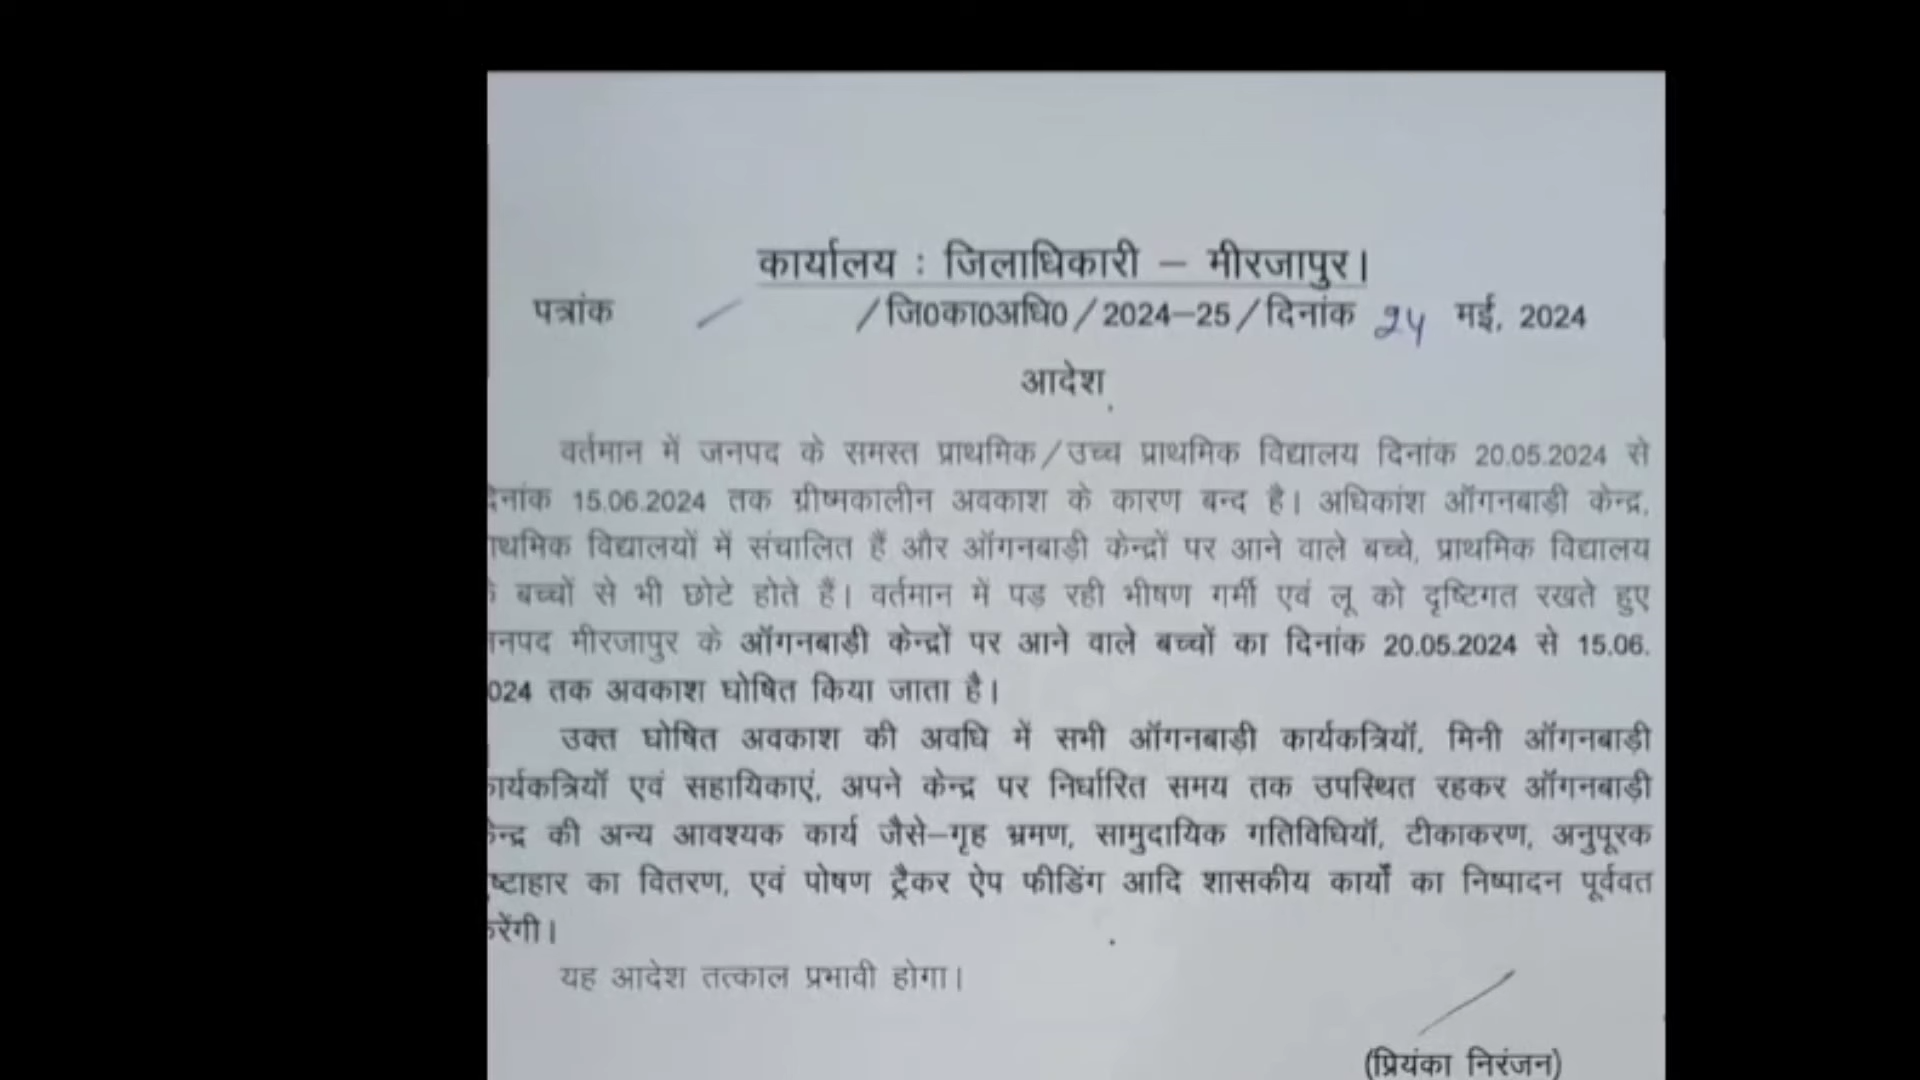 कार्यालय : जिलाधिकारी – मीरजापुर।
पत्रांक /जि0का0अधि0/2024–25/दिनांक 24 मई, 2024
आदेश
वर्तमान में जनपद के समस्त प्राथमिक/उच्च प्राथमिक विद्यालय दिनांक 20.05.2024 से
िनांक 15.06.2024 तक ग्रीष्मकालीन अवकाश के कारण बन्द है। अधिकांश ऑगनबाड़ी केन्द्र,
ाथमिक विद्यालयों में संचालित हैं और ऑगनबाड़ी केन्द्रों पर आने वाले बच्चे, प्राथमिक विद्यालय
बच्चों से भी छोटे होते हैं। वर्तमान में पड़ रही भीषण गर्मी एवं लू को दृष्टिगत रखते हुए
नपद मीरजापुर के ऑगनबाड़ी केन्द्रों पर आने वाले बच्चों का दिनांक 20.05.2024 से 15.06.
024 तक अवकाश घोषित किया जाता है।
उक्त घोषित अवकाश की अवधि में सभी ऑगनबाड़ी कार्यकत्रियॉ, मिनी ऑगनबाड़ी
ार्यकत्रियॉ एवं सहायिकाएं, अपने केन्द्र पर निर्धारित समय तक उपस्थित रहकर ऑगनबाड़ी
ेन्द्र की अन्य आवश्यक कार्य जैसे–गृह भ्रमण, सामुदायिक गतिविधियॉ, टीकाकरण, अनुपूरक
ुष्टाहार का वितरण, एवं पोषण ट्रैकर ऐप फीडिंग आदि शासकीय कार्यों का निष्पादन पूर्ववत
रेंगी।
यह आदेश तत्काल प्रभावी होगा।
(प्रियंका निरंजन)